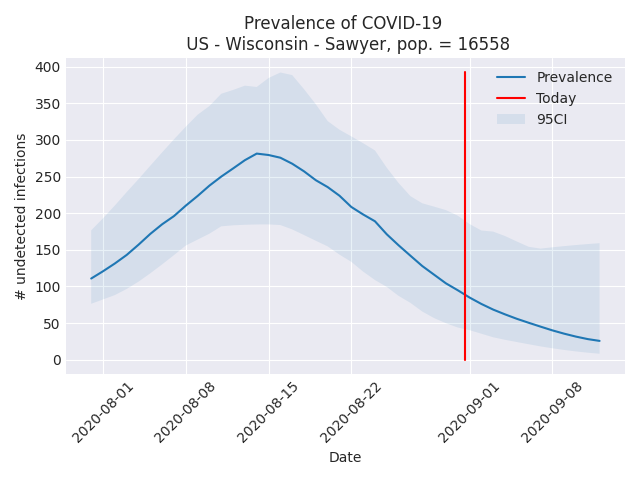 Prevalence of COVID-19
US - Wisconsin - Sawyer, pop. = 16558
400
350
300
250
200
150
100
50
0
# undetected infections
Prevalence
Today
95CI
2020-08-01
2020-08-08
2020-08-15
2020-08-22
2020-09-01
2020-09-08
Date